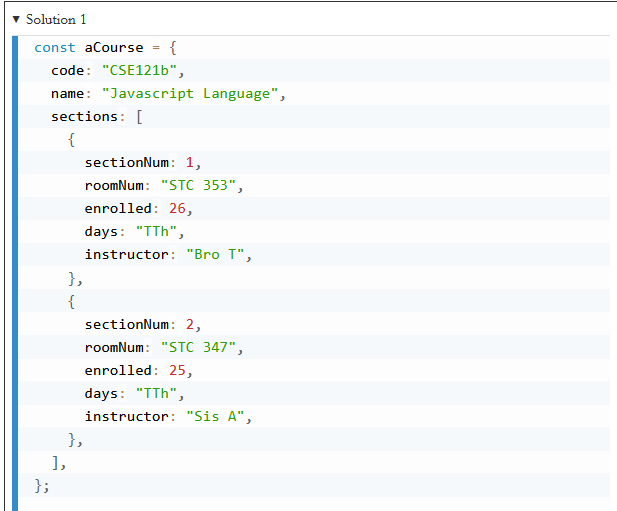 ▼ Solution 1
const aCourse = {
  code: "CSE121b",
  name: "Javascript Language",
  sections: [
    {
      sectionNum: 1,
      roomNum: "STC 353",
      enrolled: 26,
      days: "TTh",
      instructor: "Bro T",
    },
    {
      sectionNum: 2,
      roomNum: "STC 347",
      enrolled: 25,
      days: "TTh",
      instructor: "Sis A",
    },
  ],
};